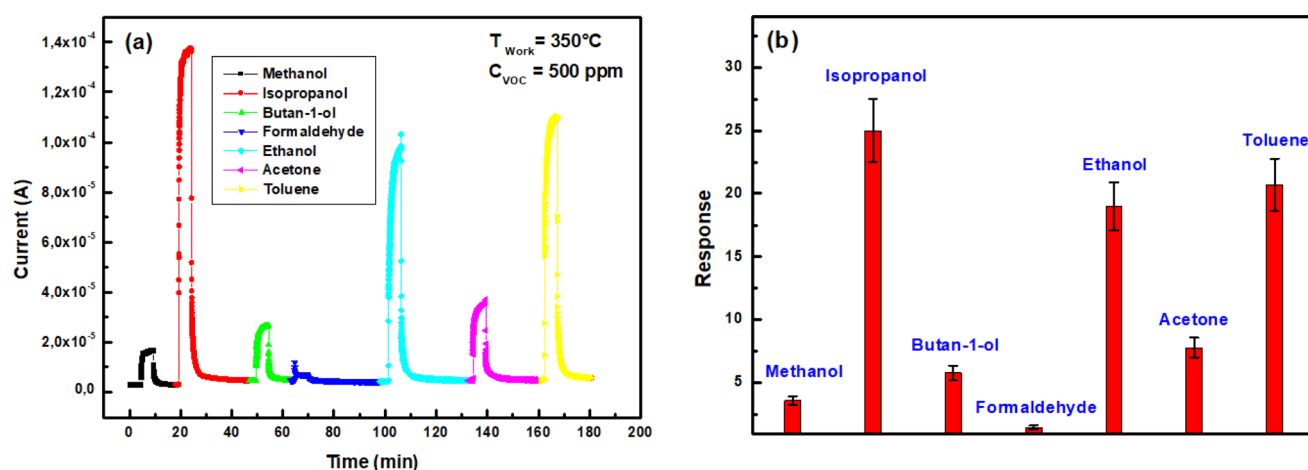 (a)
T Work = 350°C
C VOC = 500 ppm
Methanol
Isopropanol
Butan-1-ol
Formaldehyde
Ethanol
Acetone
Toluene
1,4x10-4
1,2x10-4
1,0x10-4
8,0x10-5
6,0x10-5
4,0x10-5
2,0x10-5
0,0
Current (A)
0 20 40 60 80 100 120 140 160 180 200
Time (min)
(b)
30
25
20
15
10
5
Response
Isopropanol
Toluene
Ethanol
Acetone
Butan-1-ol
Methanol
Formaldehyde